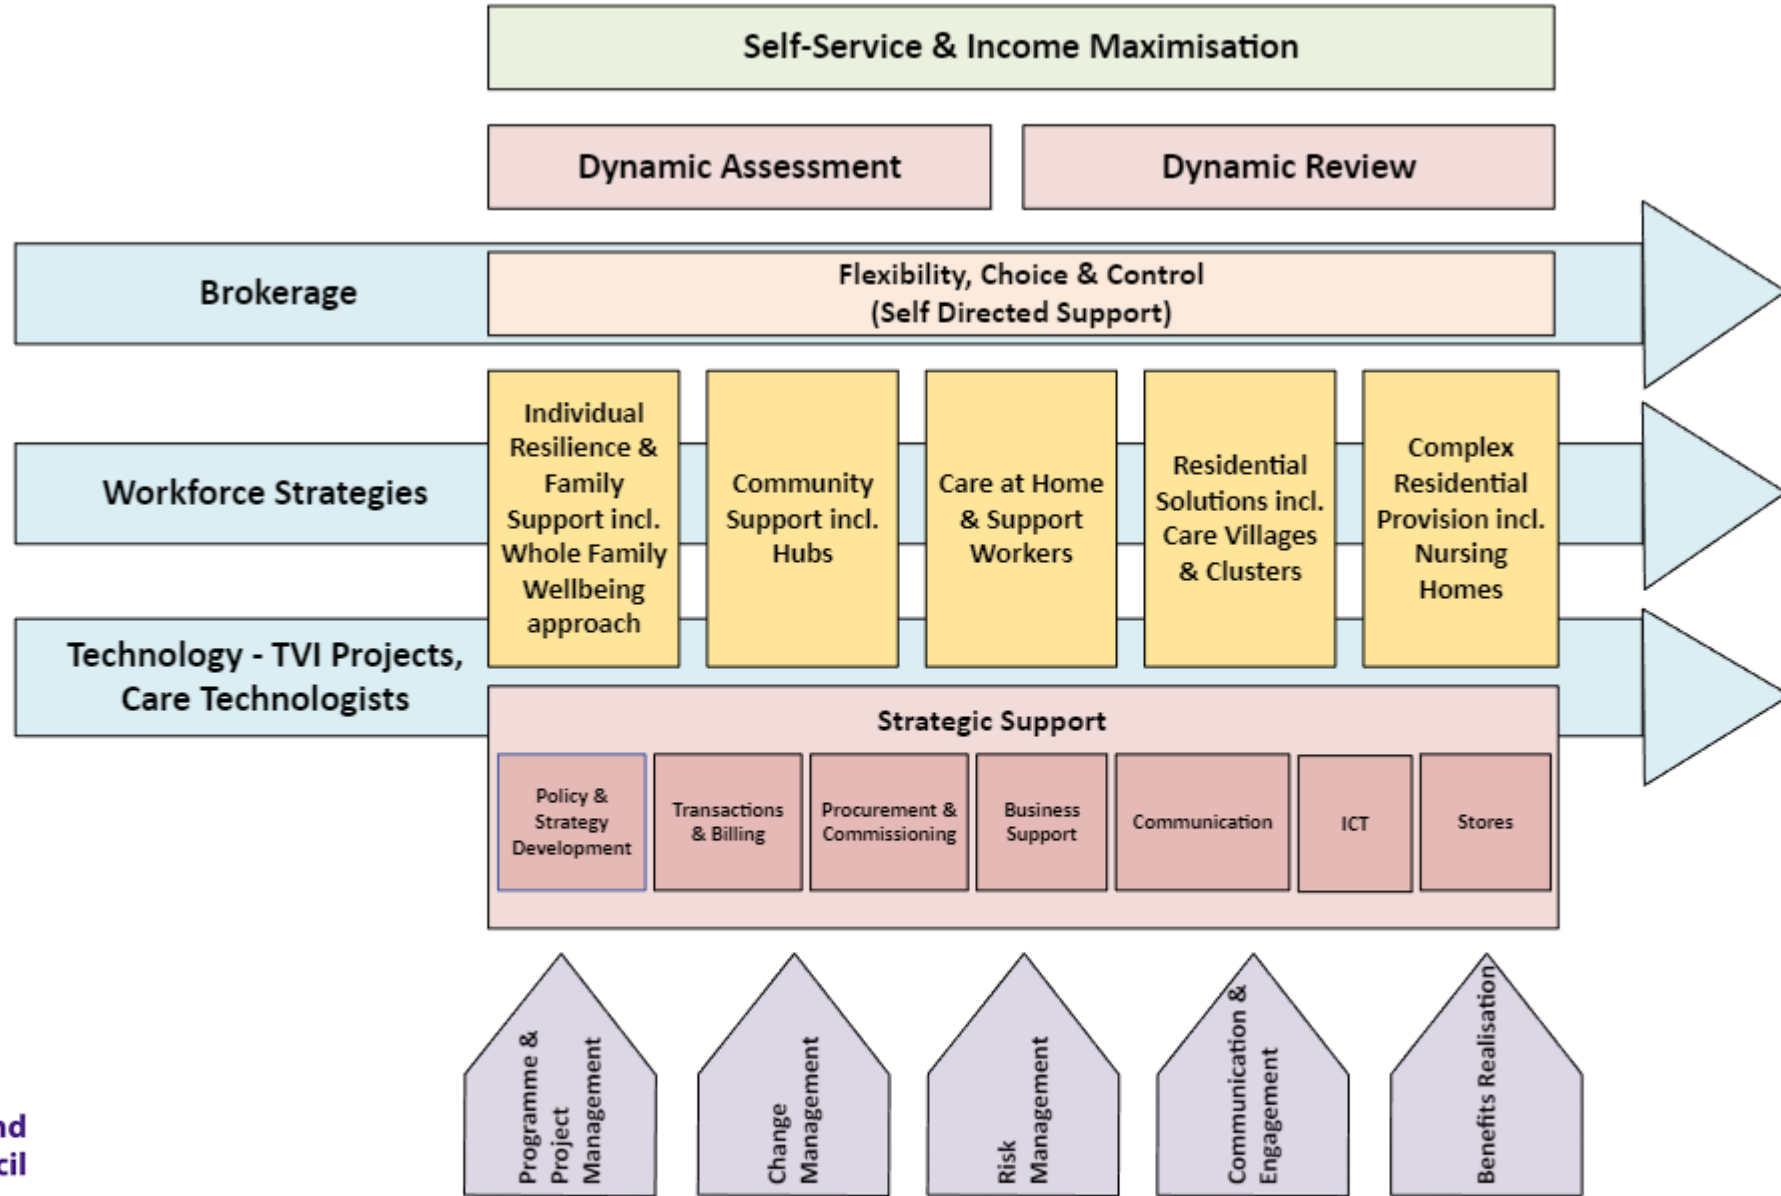 Self-Service & Income Maximisation
Dynamic Assessment
Dynamic Review
Brokerage
Flexibility, Choice & Control
(Self Directed Support)
Workforce Strategies
Individual
Resilience &
Family
Support incl.
Whole Family
Wellbeing
approach
Community
Support incl.
Hubs
Care at Home
& Support
Workers
Residential
Solutions incl.
Care Villages
& Clusters
Complex
Residential
Provision incl.
Nursing
Homes
Technology - TVI Projects,
Care Technologists
Strategic Support
Policy &
Strategy
Development
Transactions
& Billing
Procurement &
Commissioning
Business
Support
Communication
ICT
Stores
Programme &
Project
Management
Change
Management
Risk
Management
Communication &
Engagement
Benefits Realisation